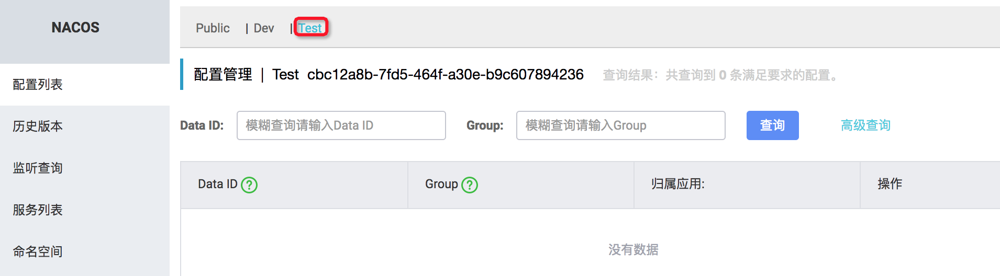 NACOS
配置列表
历史版本
监听查询
服务列表
命名空间
Public | Dev | Test
配置管理 | Test cbc12a8b-7fd5-464f-a30e-b9c607894236 查询结果：共查询到 0 条满足要求的配置。
Data ID: 模糊查询请输入Data ID Group: 模糊查询请输入Group 查询 高级查询
Data ID ? Group ? 归属应用: 操作
没有数据